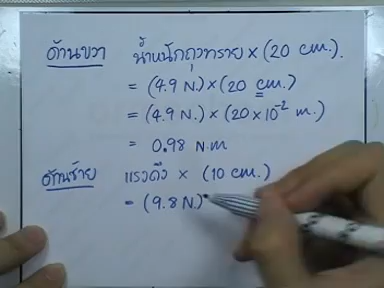 ด้านขวา น้ำหนักถุงทราย × (20 cm.).
= (4.9 N.) × (20 cm.)
= (4.9 N.) × (20 × 10⁻² m.)
= 0.98 N.m
ด้านซ้าย แรงดึง × (10 cm.)
= (9.8 N.)